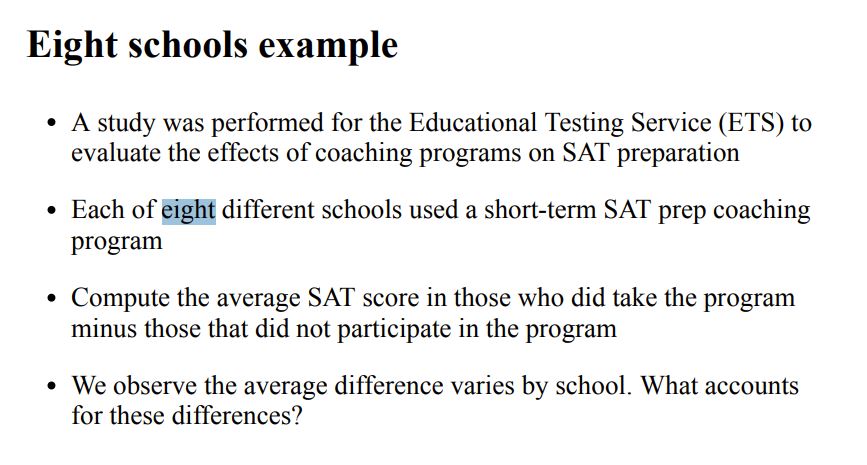 Eight schools example
• A study was performed for the Educational Testing Service (ETS) to
evaluate the effects of coaching programs on SAT preparation
• Each of eight different schools used a short-term SAT prep coaching
program
• Compute the average SAT score in those who did take the program
minus those that did not participate in the program
• We observe the average difference varies by school. What accounts
for these differences?